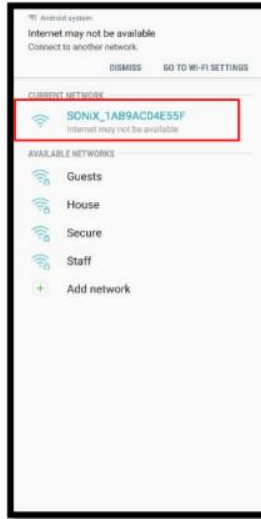 Android system
Internet may not be available
Connect to another network.
DISMISS GO TO WI-FI SETTINGS
CURRENT NETWORK
SONiX_1AB9AC04E55F
Internet may not be available
AVAILABLE NETWORKS
Guests
House
Secure
Staff
Add network